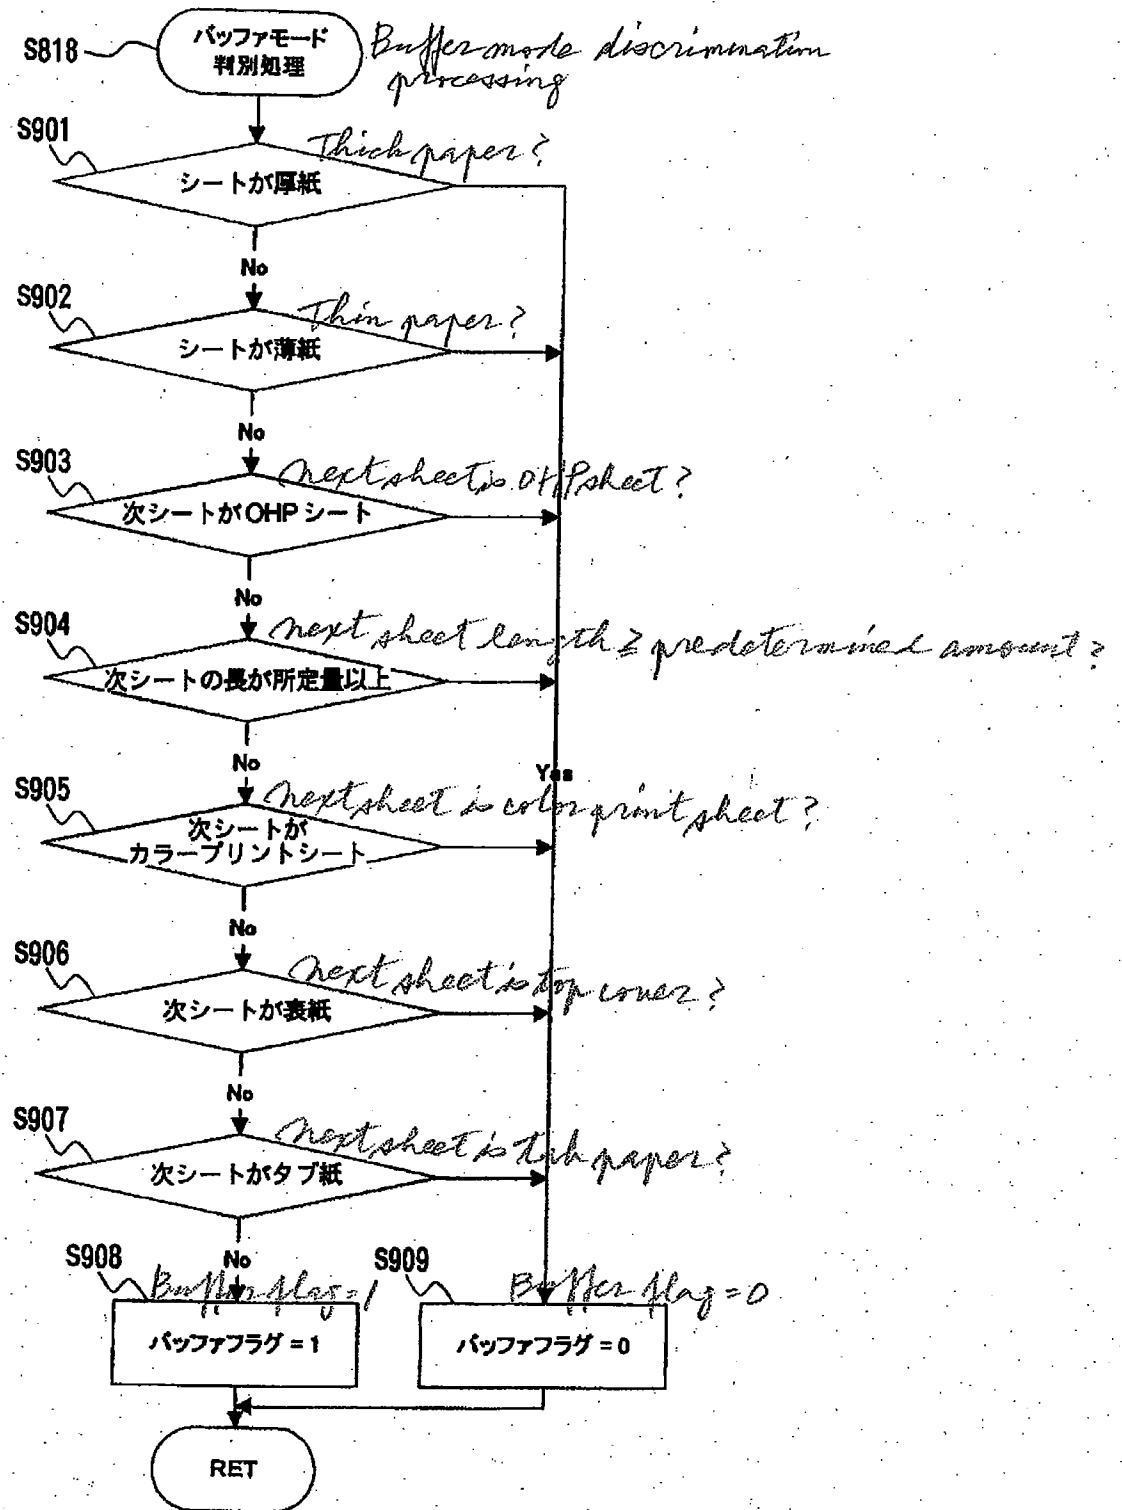 S818
バッファモード
判別処理
Buffer mode discrimination
processing
S901
Thick paper?
シートが厚紙
No
S902
Thin paper?
シートが薄紙
No
S903
next sheet is OHP sheet?
次シートがOHPシート
No
S904
next sheet length ≧ predetermined amount?
次シートの長が所定量以上
No
Yes
S905
next sheet is color print sheet?
次シートが
カラープリントシート
No
S906
next sheet is top cover?
次シートが表紙
No
S907
next sheet is tab paper?
次シートがタブ紙
No
S908
Buffer flag=1
バッファフラグ = 1
S909
Buffer flag=0
バッファフラグ = 0
RET